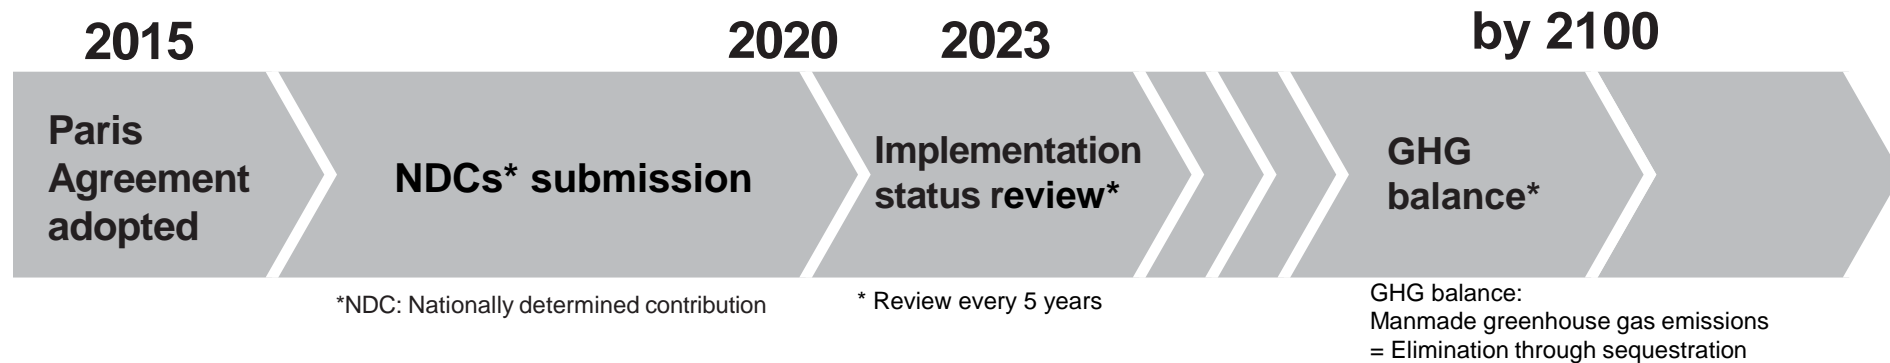 2015
2020
2023
by 2100
Paris
Agreement
adopted
NDCs* submission
Implementation
status review*
GHG
balance*
*NDC: Nationally determined contribution
* Review every 5 years
GHG balance:
Manmade greenhouse gas emissions
= Elimination through sequestration